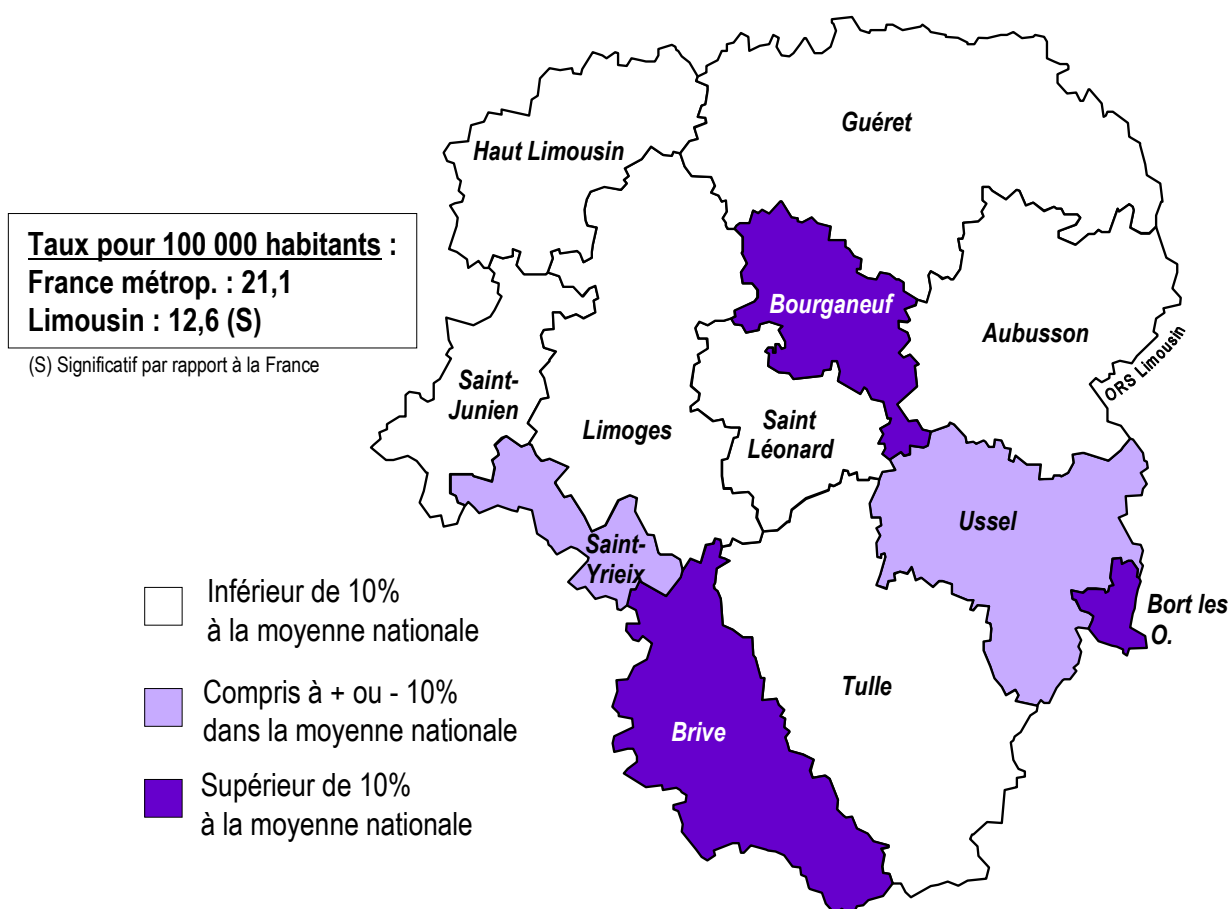 Guéret
Haut Limousin
Taux pour 100 000 habitants :
France métrop. : 21,1
Limousin : 12,6 (S)
(S) Significatif par rapport à la France
Bourganeuf
Aubusson
ORS Limousin
Saint-
Junien
Limoges
Saint
Léonard
Ussel
Saint-
Yrieix
Bort les
O.
Tulle
Brive
Inférieur de 10%
à la moyenne nationale
Compris à + ou - 10%
dans la moyenne nationale
Supérieur de 10%
à la moyenne nationale